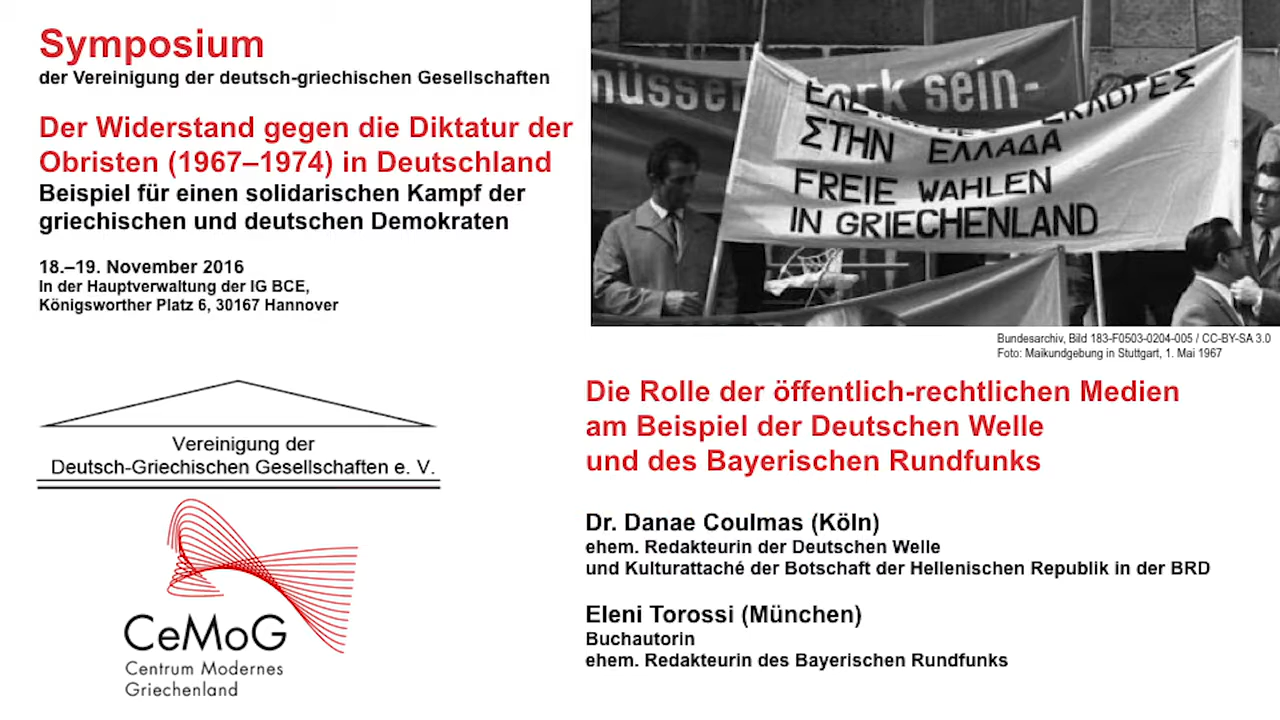 Symposium
der Vereinigung der deutsch-griechischen Gesellschaften
Der Widerstand gegen die Diktatur der
Obristen (1967–1974) in Deutschland
Beispiel für einen solidarischen Kampf der
griechischen und deutschen Demokraten
18.–19. November 2016
In der Hauptverwaltung der IG BCE,
Königsworther Platz 6, 30167 Hannover
müssen
sein-
ΣΤΗΝ ΕΛΛΑΔΑ
FREIE WAHLEN
IN GRIECHENLAND
Bundesarchiv, Bild 183-F0503-0204-005 / CC-BY-SA 3.0
Foto: Maikundgebung in Stuttgart, 1. Mai 1967
Vereinigung der
Deutsch-Griechischen Gesellschaften e. V.
CeMoG
Centrum Modernes
Griechenland
Die Rolle der öffentlich-rechtlichen Medien
am Beispiel der Deutschen Welle
und des Bayerischen Rundfunks
Dr. Danae Coulmas (Köln)
ehem. Redakteurin der Deutschen Welle
und Kulturattaché der Botschaft der Hellenischen Republik in der BRD
Eleni Torossi (München)
Buchautorin
ehem. Redakteurin des Bayerischen Rundfunks